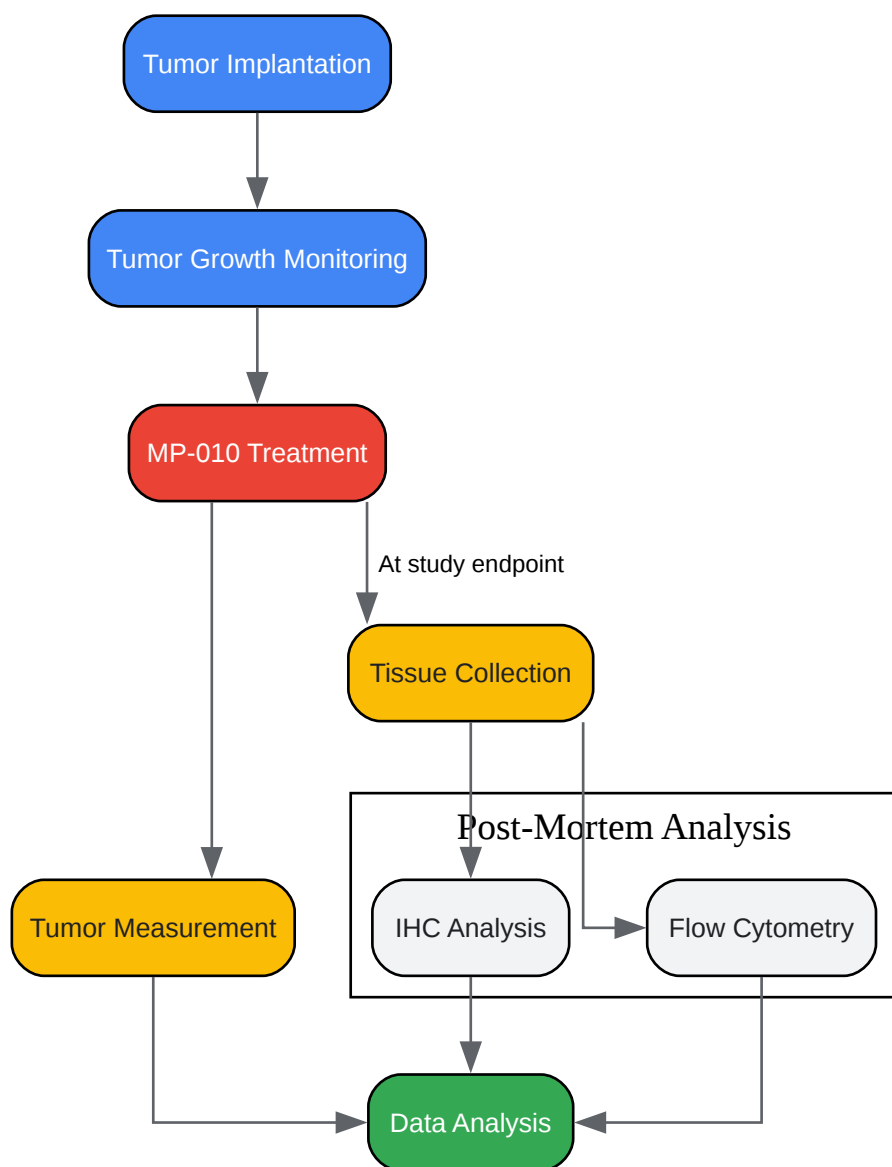 Tumor Implantation
Tumor Growth Monitoring
MP-010 Treatment
At study endpoint
Tissue Collection
Post-Mortem Analysis
Tumor Measurement
IHC Analysis
Flow Cytometry
Data Analysis